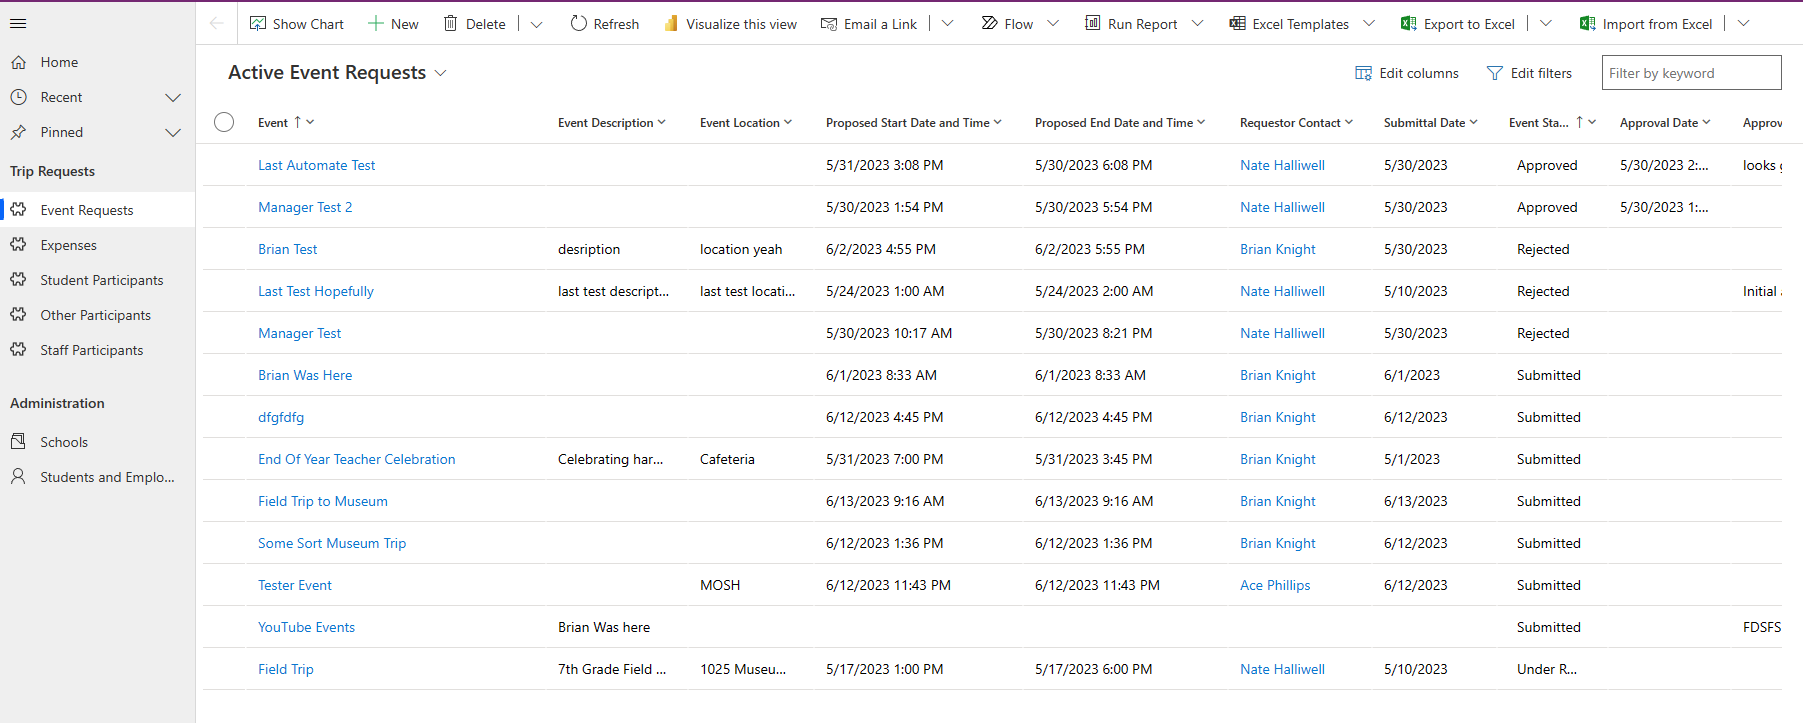 Show Chart New Delete Refresh Visualize this view Email a Link Flow Run Report Excel Templates Export to Excel Import from Excel
Home
Recent
Pinned
Trip Requests
Event Requests
Expenses
Student Participants
Other Participants
Staff Participants
Administration
Schools
Students and Emplo...
Active Event Requests Edit columns Edit filters Filter by keyword
Event Event Description Event Location Proposed Start Date and Time Proposed End Date and Time Requestor Contact Submittal Date Event Sta... Approval Date Approv
Last Automate Test 5/31/2023 3:08 PM 5/30/2023 6:08 PM Nate Halliwell 5/30/2023 Approved 5/30/2023 2:... looks g
Manager Test 2 5/30/2023 1:54 PM 5/30/2023 5:54 PM Nate Halliwell 5/30/2023 Approved 5/30/2023 1:...
Brian Test desription location yeah 6/2/2023 4:55 PM 6/2/2023 5:55 PM Brian Knight 5/30/2023 Rejected
Last Test Hopefully last test descript... last test locati... 5/24/2023 1:00 AM 5/24/2023 2:00 AM Nate Halliwell 5/10/2023 Rejected Initial a
Manager Test 5/30/2023 10:17 AM 5/30/2023 8:21 PM Nate Halliwell 5/30/2023 Rejected
Brian Was Here 6/1/2023 8:33 AM 6/1/2023 8:33 AM Brian Knight 6/1/2023 Submitted
dfgfdfg 6/12/2023 4:45 PM 6/12/2023 4:45 PM Brian Knight 6/12/2023 Submitted
End Of Year Teacher Celebration Celebrating har... Cafeteria 5/31/2023 7:00 PM 5/31/2023 3:45 PM Brian Knight 5/1/2023 Submitted
Field Trip to Museum 6/13/2023 9:16 AM 6/13/2023 9:16 AM Brian Knight 6/13/2023 Submitted
Some Sort Museum Trip 6/12/2023 1:36 PM 6/12/2023 1:36 PM Brian Knight 6/12/2023 Submitted
Tester Event MOSH 6/12/2023 11:43 PM 6/12/2023 11:43 PM Ace Phillips 6/12/2023 Submitted
YouTube Events Brian Was here Submitted FDSFS
Field Trip 7th Grade Field ... 1025 Museu... 5/17/2023 1:00 PM 5/17/2023 6:00 PM Nate Halliwell 5/10/2023 Under R...